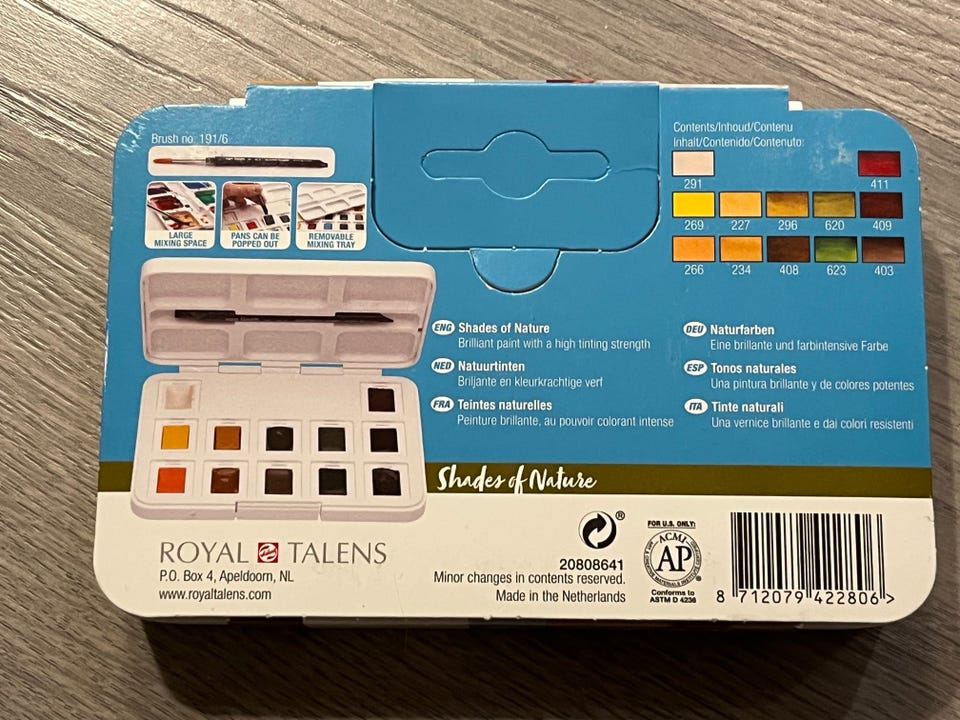 Brush no. 191/6
LARGE
MIXING SPACE
PANS CAN BE
POPPED OUT
REMOVABLE
MIXING TRAY
Contents/Inhoud/Contenu
Inhalt/Contenido/Contenuto:
291 411
269 227 296 620 409
266 234 408 623 403
ENG Shades of Nature
Brilliant paint with a high tinting strength
NED Natuurtinten
Briljante en kleurkrachtige verf
FRA Teintes naturelles
Peinture brillante, au pouvoir colorant intense
DEU Naturfarben
Eine brillante und farbintensive Farbe
ESP Tonos naturales
Una pintura brillante y de colores potentes
ITA Tinte naturali
Una vernice brillante e dai colori resistenti
Shades of Nature
ROYAL TALENS
P.O. Box 4, Apeldoorn, NL
www.royaltalens.com
®
20808641
Minor changes in contents reserved.
Made in the Netherlands
FOR U.S. ONLY:
ACMI
AP
Conforms to
ASTM D 4236
8 712079 422806 >